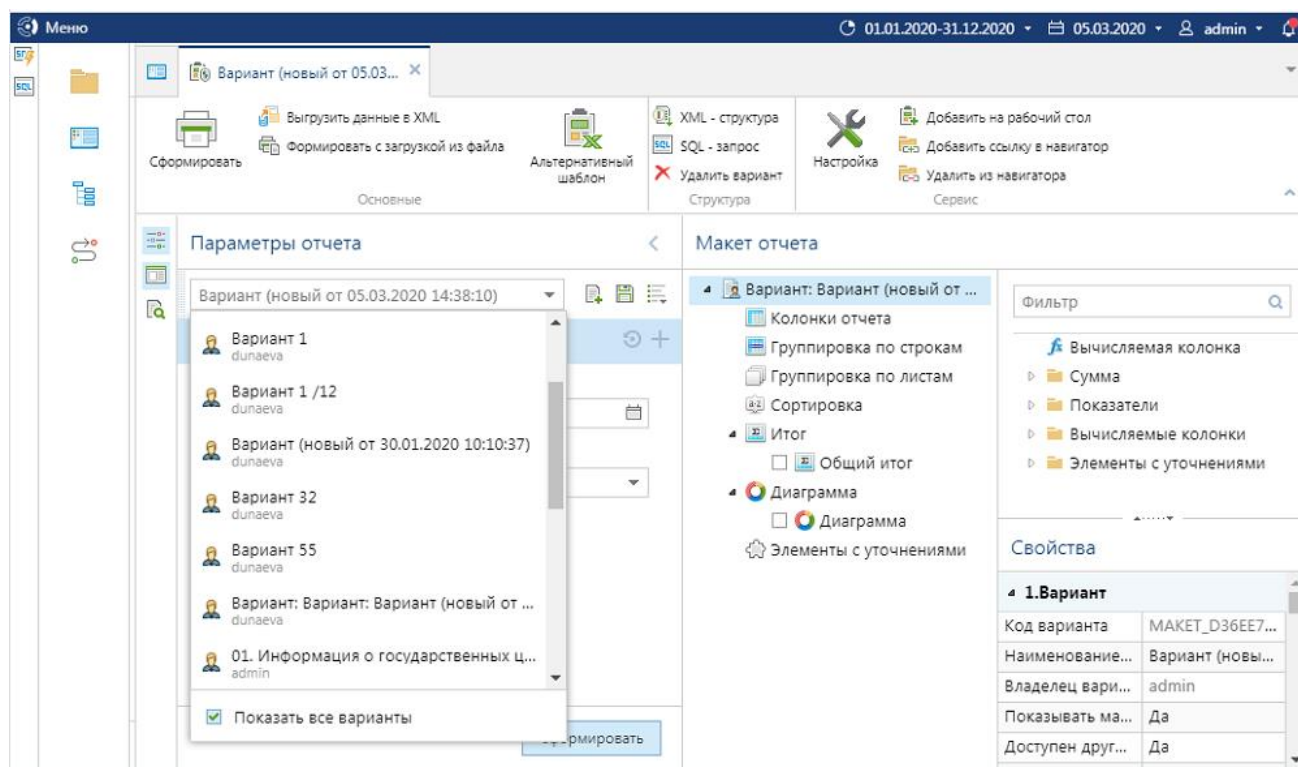 Меню
01.01.2020-31.12.2020
05.03.2020
admin
SQL
Вариант (новый от 05.03...
Сформировать
Выгрузить данные в XML
Формировать с загрузкой из файла
Альтернативный
шаблон
Основные
XML - структура
SQL - запрос
Удалить вариант
Структура
Настройка
Добавить на рабочий стол
Добавить ссылку в навигатор
Удалить из навигатора
Сервис
Параметры отчета
Вариант (новый от 05.03.2020 14:38:10)
Вариант 1
dunaeva
Вариант 1 /12
dunaeva
Вариант (новый от 30.01.2020 10:10:37)
dunaeva
Вариант 32
dunaeva
Вариант 55
dunaeva
Вариант: Вариант: Вариант (новый от ...
dunaeva
01. Информация о государственных ц...
admin
Показать все варианты
Макет отчета
Вариант: Вариант (новый от ...
Колонки отчета
Группировка по строкам
Группировка по листам
Сортировка
Итог
Общий итог
Диаграмма
Диаграмма
Элементы с уточнениями
Фильтр
Вычисляемая колонка
Сумма
Показатели
Вычисляемые колонки
Элементы с уточнениями
Свойства
1.Вариант
Код варианта MAKET_D36EE7...
Наименование... Вариант (новы...
Владелец вари... admin
Показывать ма... Да
Доступен друг... Да